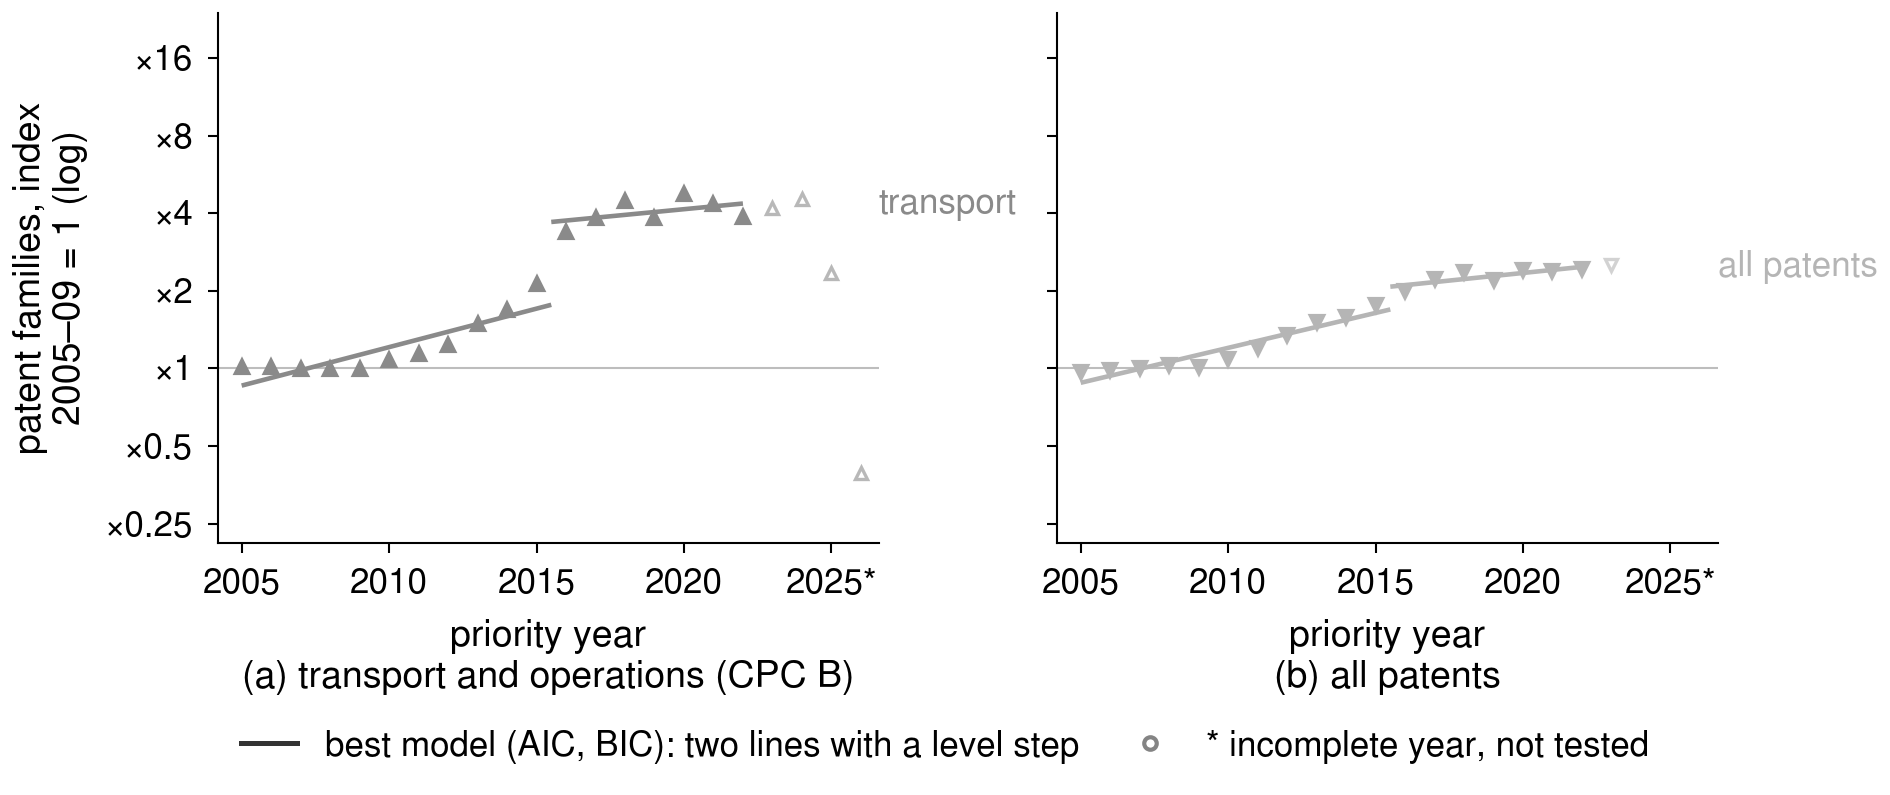 patent families, index
2005–09 = 1 (log)
×16
×8
×4
×2
×1
×0.5
×0.25
transport
all patents
2005 2010 2015 2020 2025*
2005 2010 2015 2020 2025*
priority year
(a) transport and operations (CPC B)
priority year
(b) all patents
best model (AIC, BIC): two lines with a level step
* incomplete year, not tested